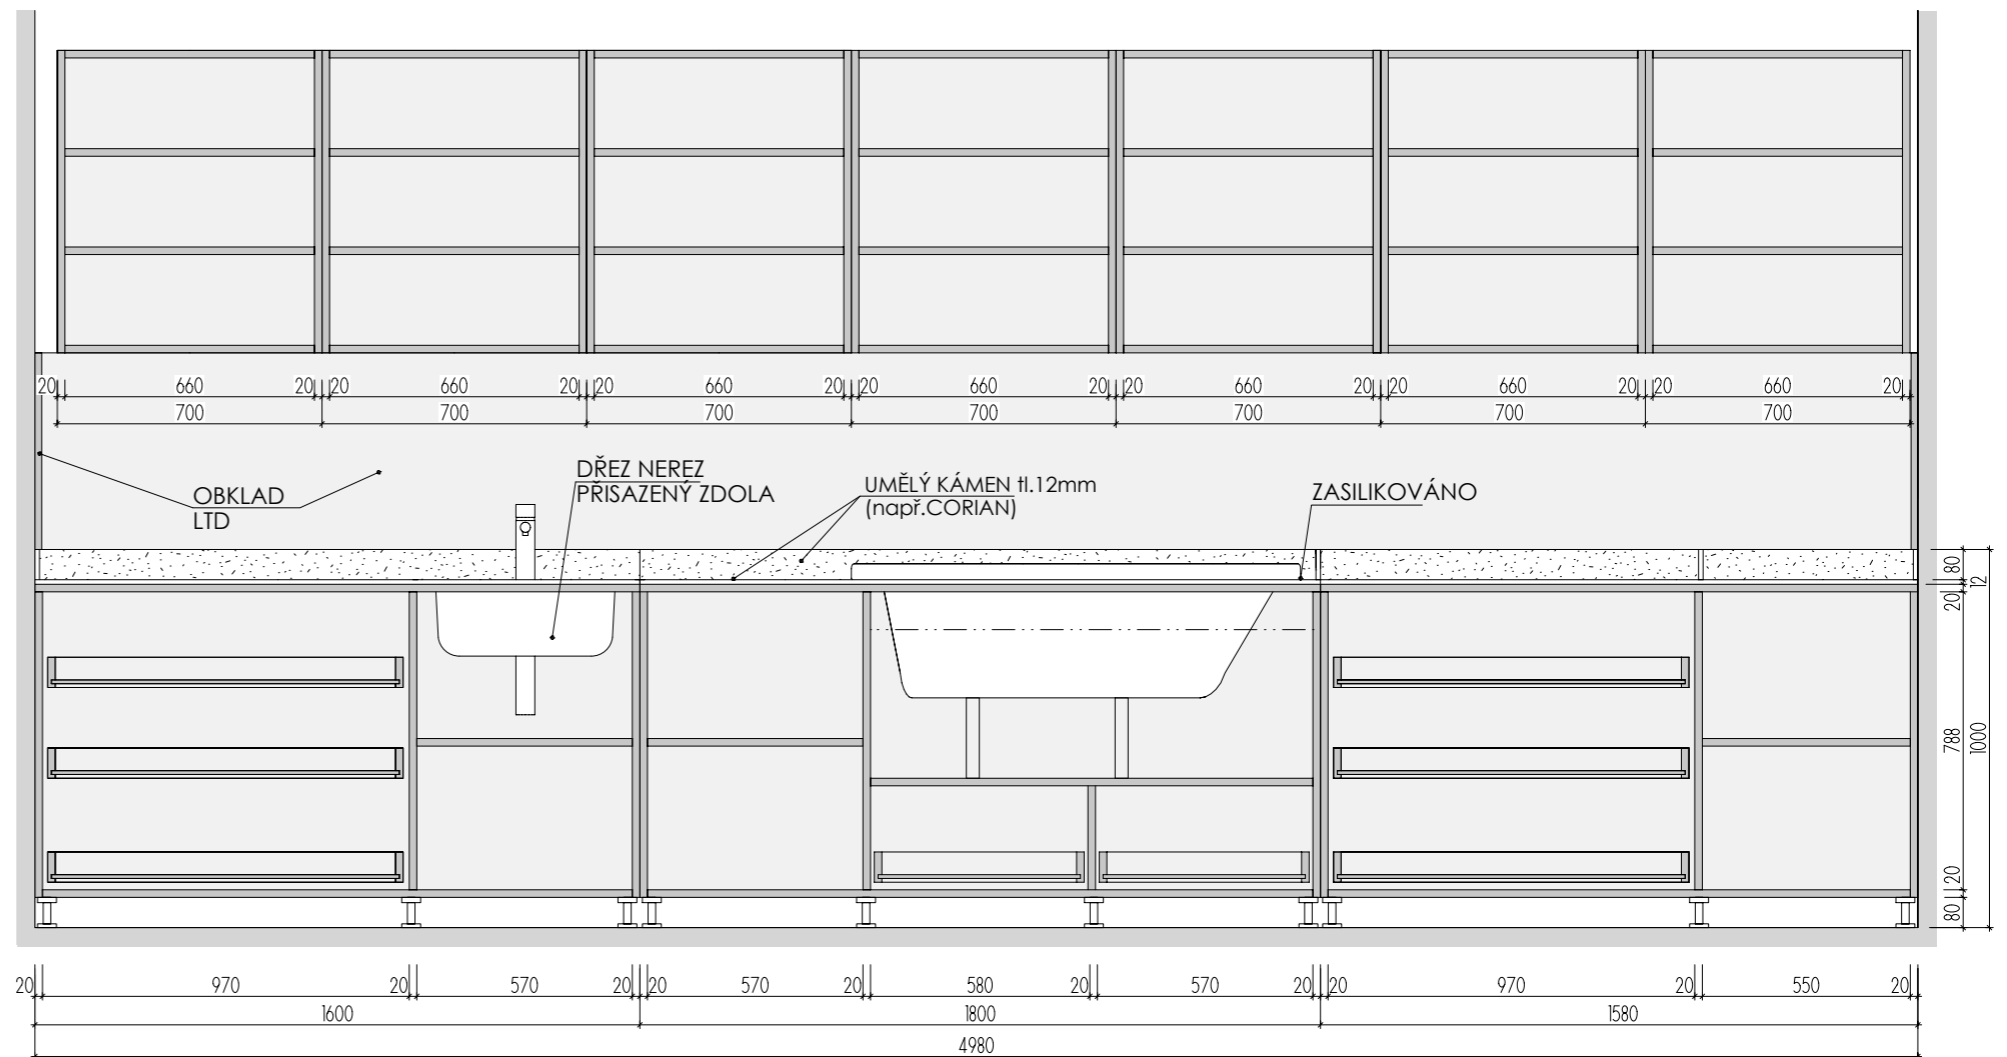 20 660 20 20 660 20 20 660 20 20 660 20 20 660 20 20 660 20 20 660 20
700 700 700 700 700 700 700
OBKLAD
LTD
DŘEZ NEREZ
PŘISAZENÝ ZDOLA
UMĚLÝ KÁMEN tl.12mm
(např.CORIAN)
ZASILIKOVÁNO
80
12
20
788
1000
20
80
20 970 20 570 20 20 570 20 580 20 570 20 20 970 20 550 20
1600 1800 1580
4980